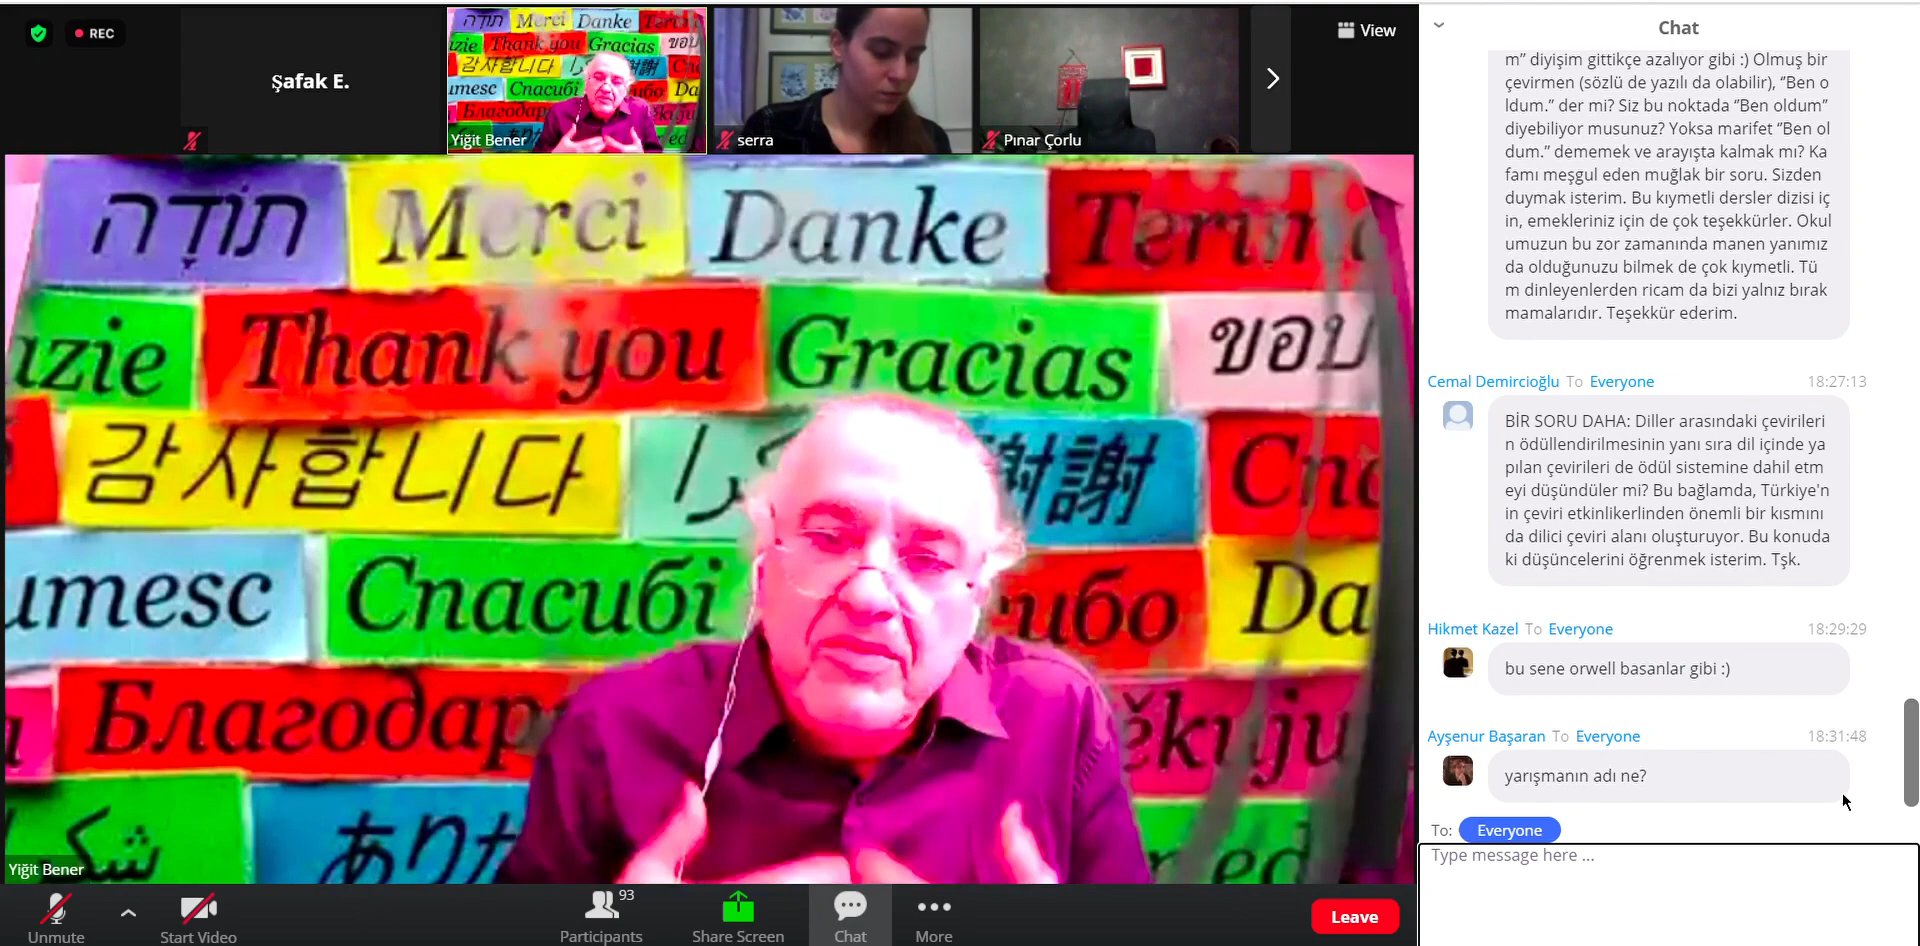 REC
Şafak E.
Yiğit Bener
serra
Pınar Çorlu
View
תוֹדָה
Merci
Danke
Thank you
Gracias
감사합니다
Спасибі
Yiğit Bener
Unmute
Start Video
Participants
93
Share Screen
Chat
More
Leave
Chat
m” diyişim gittikçe azalıyor gibi :) Olmuş bir
çevirmen (sözlü de yazılı da olabilir), “Ben o
ldum.” der mi? Siz bu noktada “Ben oldum”
diyebiliyor musunuz? Yoksa marifet “Ben ol
dum.” dememek ve arayışta kalmak mı? Ka
famı meşgul eden muğlak bir soru. Sizden
duymak isterim. Bu kıymetli dersler dizisi iç
in, emekleriniz için de çok teşekkürler. Okul
umuzun bu zor zamanında manen yanımız
da olduğunuzu bilmek de çok kıymetli. Tü
m dinleyenlerden ricam da bizi yalnız bırak
mamalarıdır. Teşekkür ederim.
Cemal Demircioğlu To Everyone 18:27:13
BİR SORU DAHA: Diller arasındaki çevirileri
n ödüllendirilmesinin yanı sıra dil içinde ya
pılan çevirileri de ödül sistemine dahil etm
eyi düşündüler mi? Bu bağlamda, Türkiye'n
in çeviri etkinlikerlinden önemli bir kısmını
da diliçi çeviri alanı oluşturuyor. Bu konuda
ki düşüncelerini öğrenmek isterim. Tşk.
Hikmet Kazel To Everyone 18:29:29
bu sene orwell basanlar gibi :)
Ayşenur Başaran To Everyone 18:31:48
yarışmanın adı ne?
To: Everyone
Type message here ...